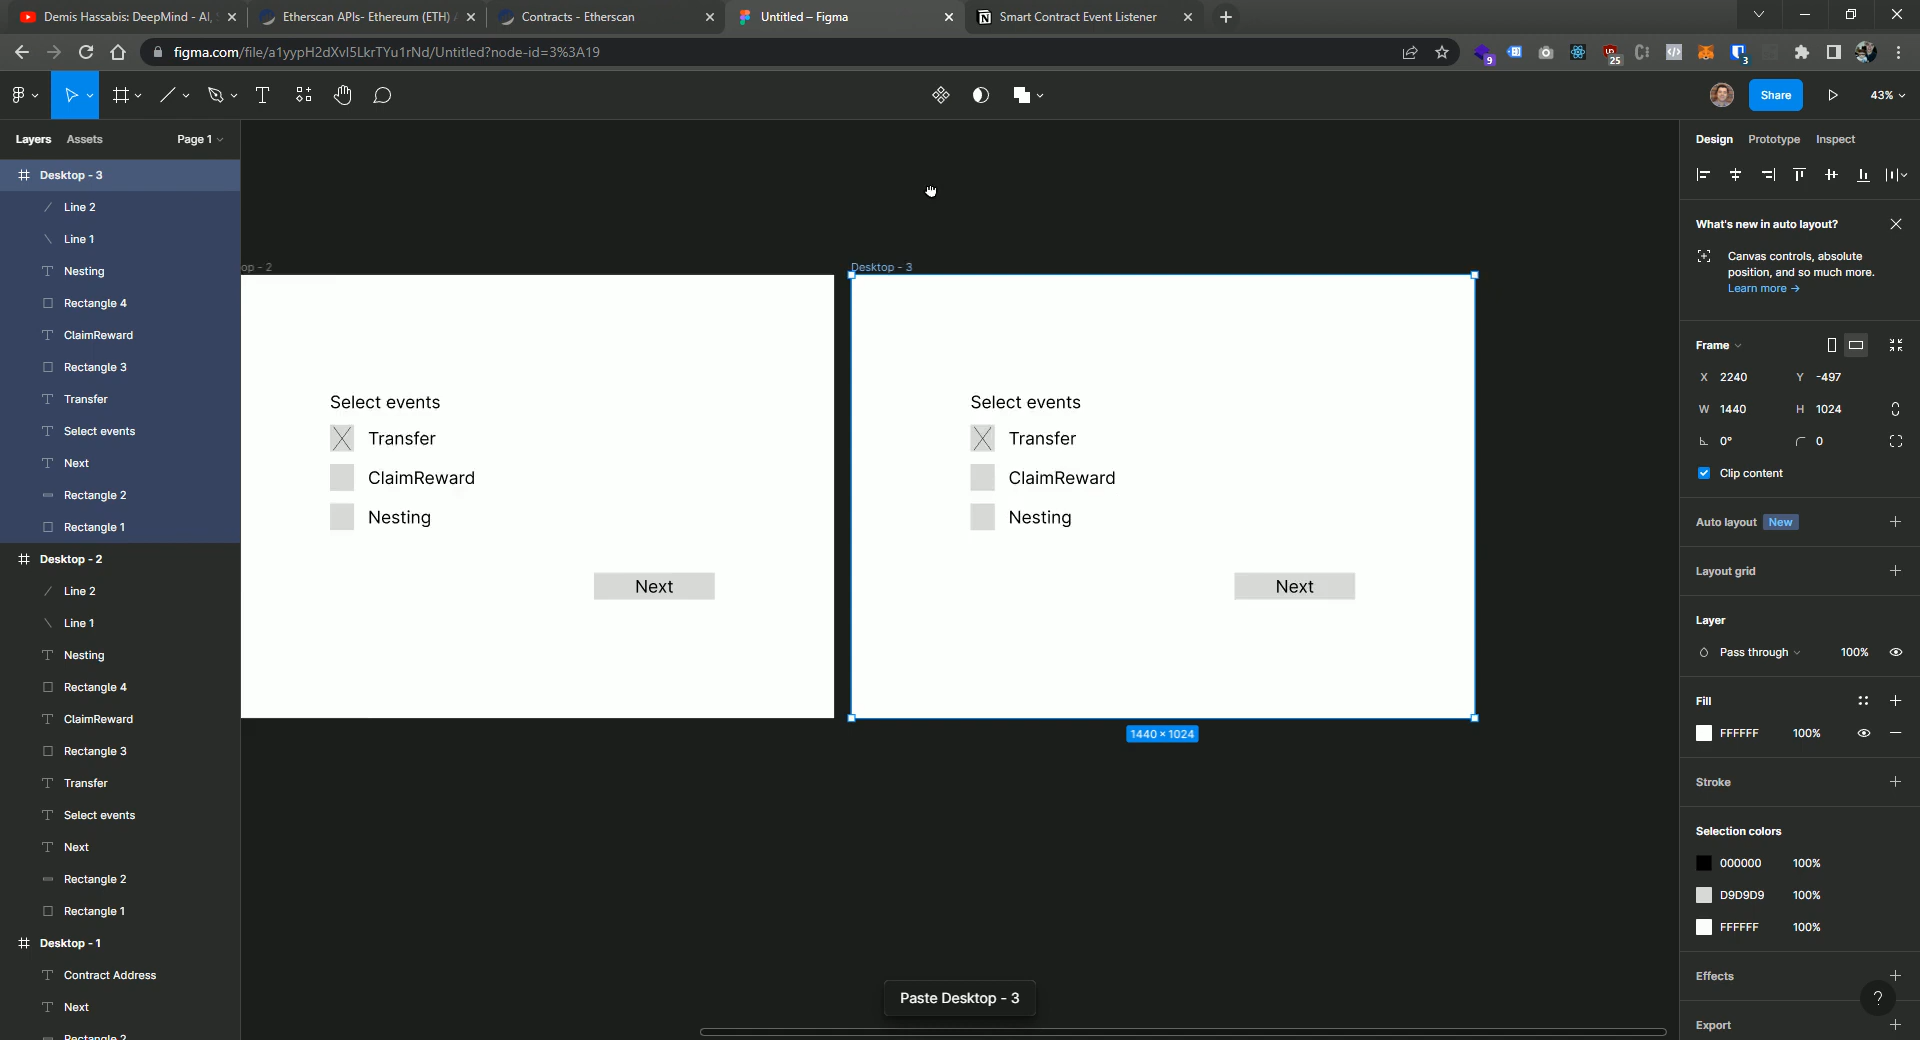 Demis Hassabis: DeepMind - AI,
Etherscan APIs- Ethereum (ETH)
Contracts - Etherscan
Untitled – Figma
Smart Contract Event Listener
figma.com/file/a1yypH2dXvI5LkrTYu1rNd/Untitled?node-id=3%3A19
9
25
3
Share
43%
Layers
Assets
Page 1
Design
Prototype
Inspect
Desktop - 3
Line 2
Line 1
Nesting
Rectangle 4
ClaimReward
Rectangle 3
Transfer
Select events
Next
Rectangle 2
Rectangle 1
Desktop - 2
Line 2
Line 1
Nesting
Rectangle 4
ClaimReward
Rectangle 3
Transfer
Select events
Next
Rectangle 2
Rectangle 1
Desktop - 1
Contract Address
Next
Rectangle 2
op - 2
Select events
Transfer
ClaimReward
Nesting
Next
Desktop - 3
Select events
Transfer
ClaimReward
Nesting
Next
1440 × 1024
Paste Desktop - 3
What's new in auto layout?
Canvas controls, absolute
position, and so much more.
Learn more →
Frame
X 2240 Y -497
W 1440 H 1024
0° 0
Clip content
Auto layout New
Layout grid
Layer
Pass through 100%
Fill
FFFFFF 100%
Stroke
Selection colors
000000 100%
D9D9D9 100%
FFFFFF 100%
Effects
?
Export